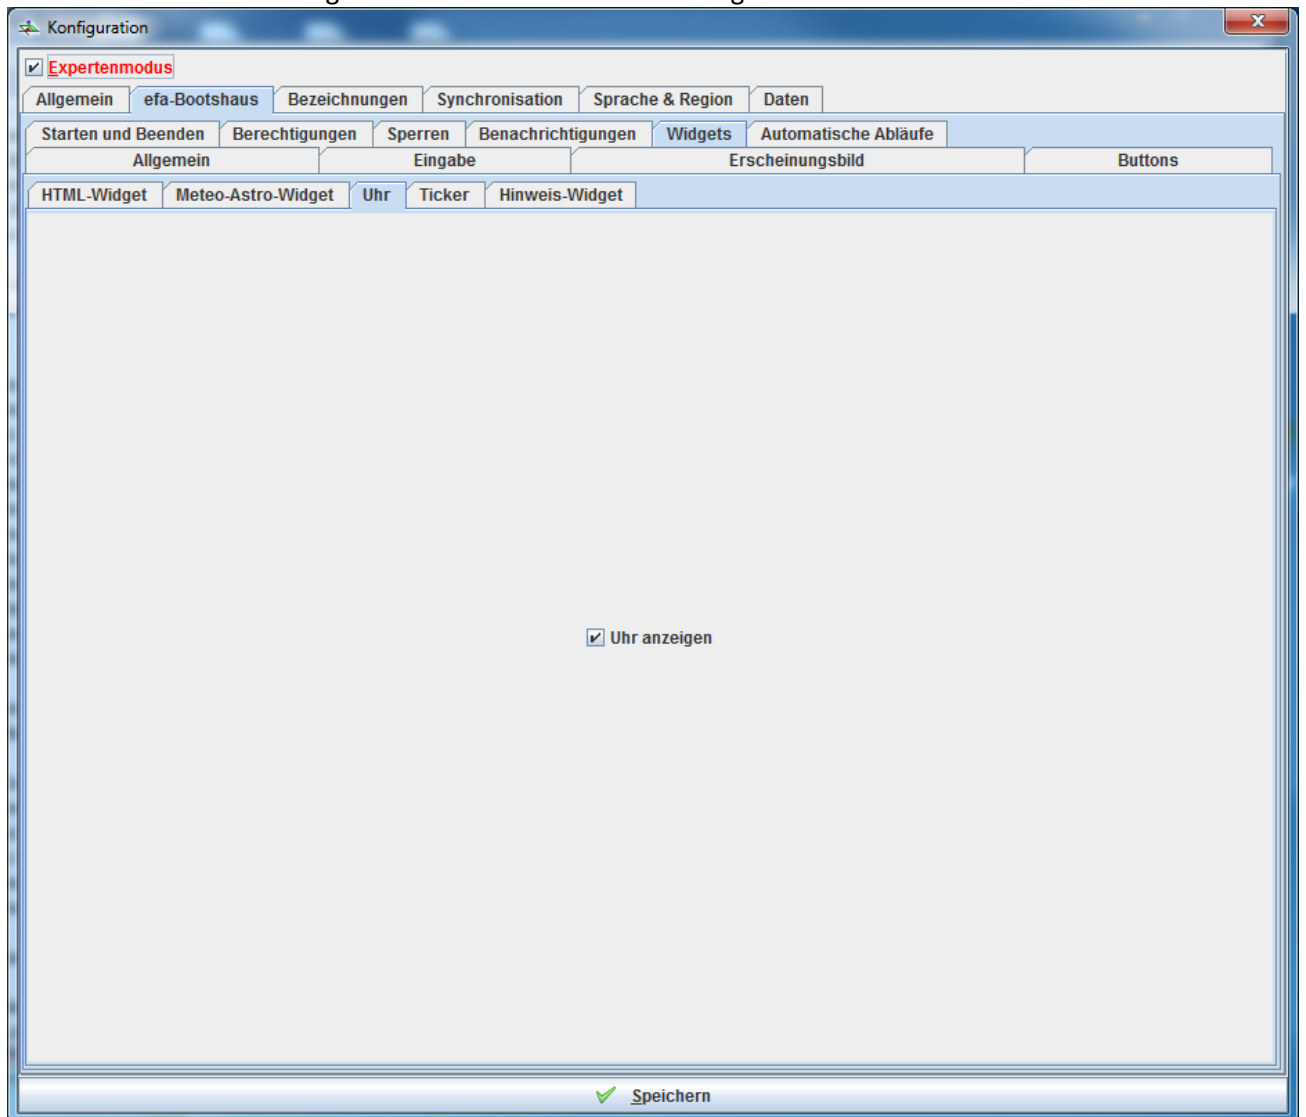 Konfiguration
Expertenmodus
Allgemein efa-Bootshaus Bezeichnungen Synchronisation Sprache & Region Daten
Starten und Beenden Berechtigungen Sperren Benachrichtigungen Widgets Automatische Abläufe
Allgemein Eingabe Erscheinungsbild Buttons
HTML-Widget Meteo-Astro-Widget Uhr Ticker Hinweis-Widget
Uhr anzeigen
Speichern